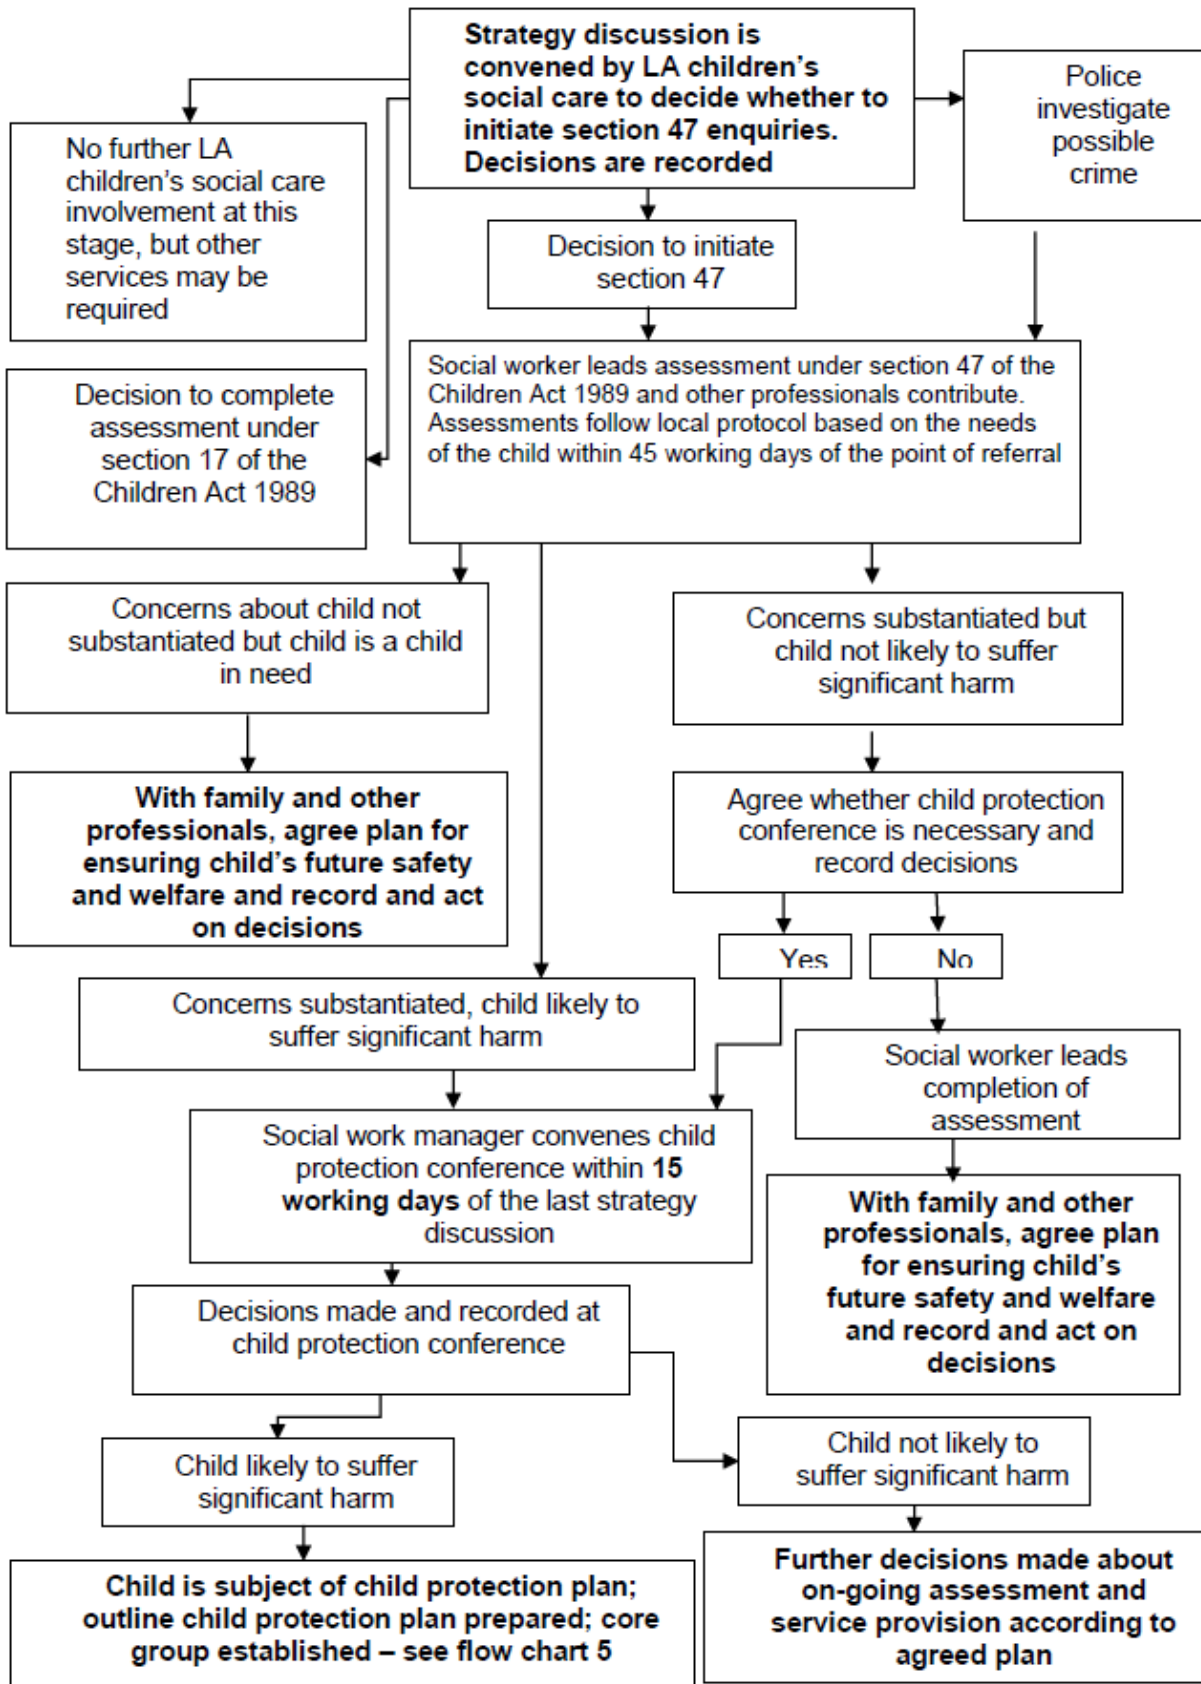 Strategy discussion is
convened by LA children's
social care to decide whether to
initiate section 47 enquiries.
Decisions are recorded
Police
investigate
possible
crime
No further LA
children's social care
involvement at this
stage, but other
services may be
required
Decision to initiate
section 47
Social worker leads assessment under section 47 of the
Children Act 1989 and other professionals contribute.
Assessments follow local protocol based on the needs
of the child within 45 working days of the point of referral
Decision to complete
assessment under
section 17 of the
Children Act 1989
Concerns about child not
substantiated but child is a child
in need
Concerns substantiated but
child not likely to suffer
significant harm
With family and other
professionals, agree plan for
ensuring child's future safety
and welfare and record and act
on decisions
Agree whether child protection
conference is necessary and
record decisions
Yes
No
Concerns substantiated, child likely to
suffer significant harm
Social worker leads
completion of
assessment
Social work manager convenes child
protection conference within 15
working days of the last strategy
discussion
With family and other
professionals, agree plan
for ensuring child's
future safety and welfare
and record and act on
decisions
Decisions made and recorded at
child protection conference
Child likely to suffer
significant harm
Child not likely to
suffer significant harm
Child is subject of child protection plan;
outline child protection plan prepared; core
group established – see flow chart 5
Further decisions made about
on-going assessment and
service provision according to
agreed plan